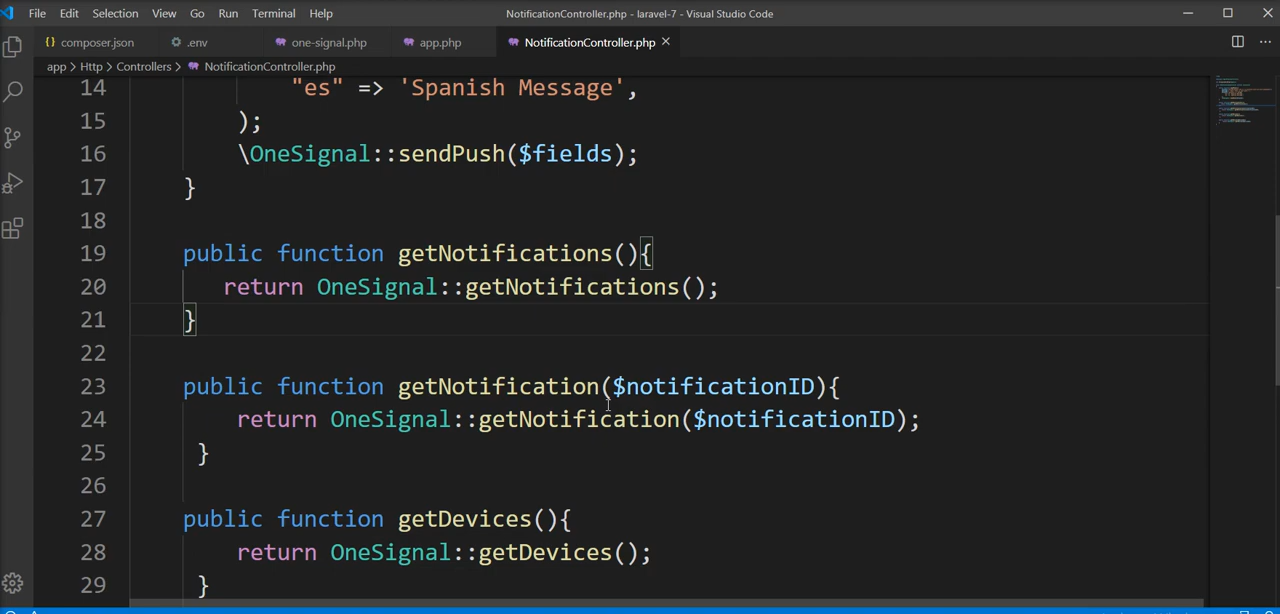 File Edit Selection View Go Run Terminal Help NotificationController.php - laravel-7 - Visual Studio Code
{} composer.json .env one-signal.php app.php NotificationController.php
app > Http > Controllers > NotificationController.php
14 "es" => 'Spanish Message',
15 );
16 \OneSignal::sendPush($fields);
17 }
18
19 public function getNotifications(){
20 return OneSignal::getNotifications();
21 }
22
23 public function getNotification($notificationID){
24 return OneSignal::getNotification($notificationID);
25 }
26
27 public function getDevices(){
28 return OneSignal::getDevices();
29 }